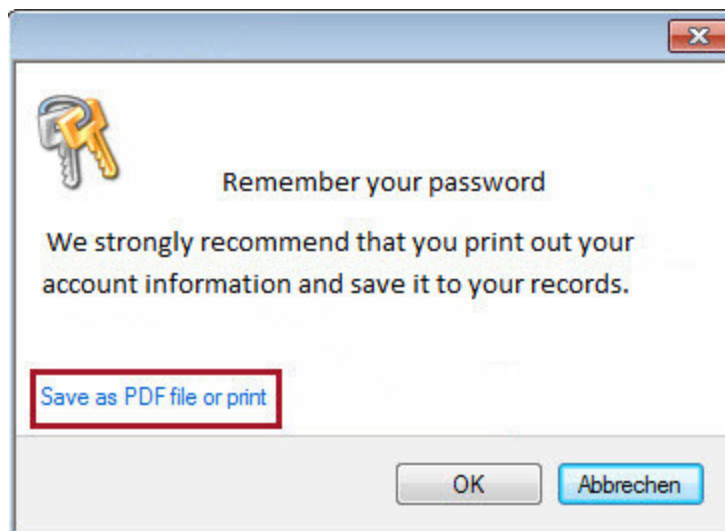 Remember your password
We strongly recommend that you print out your
account information and save it to your records.
Save as PDF file or print
OK
Abbrechen